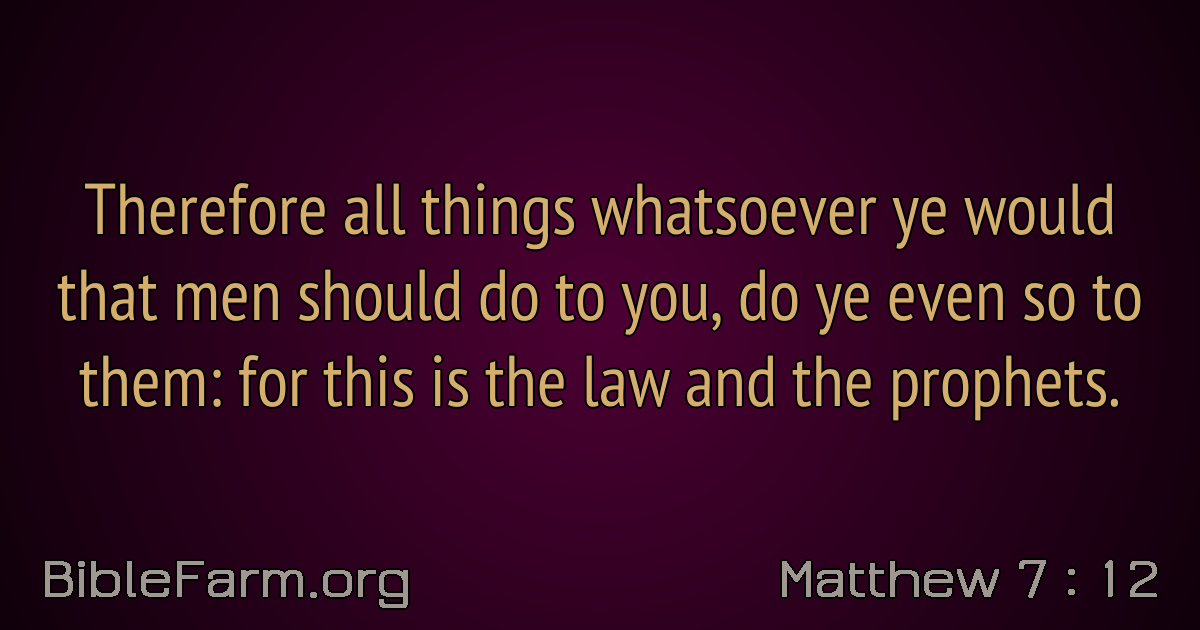 Therefore all things whatsoever ye would
that men should do to you, do ye even so to
them: for this is the law and the prophets.
BibleFarm.org
Matthew 7 : 12